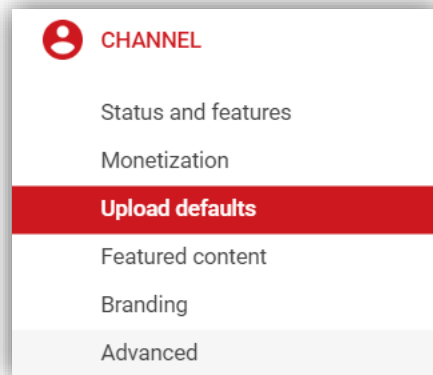 CHANNEL
Status and features
Monetization
Upload defaults
Featured content
Branding
Advanced